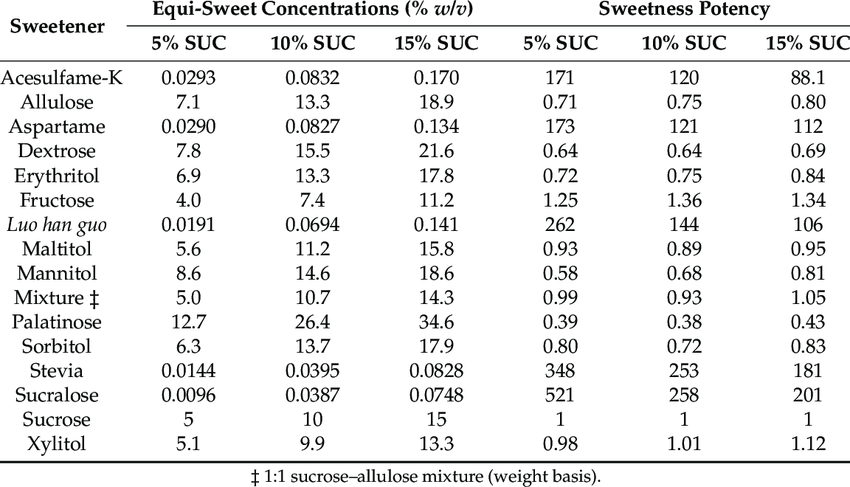 Sweetener Equi-Sweet Concentrations (% w/v) Sweetness Potency
5% SUC 10% SUC 15% SUC 5% SUC 10% SUC 15% SUC
Acesulfame-K 0.0293 0.0832 0.170 171 120 88.1
Allulose 7.1 13.3 18.9 0.71 0.75 0.80
Aspartame 0.0290 0.0827 0.134 173 121 112
Dextrose 7.8 15.5 21.6 0.64 0.64 0.69
Erythritol 6.9 13.3 17.8 0.72 0.75 0.84
Fructose 4.0 7.4 11.2 1.25 1.36 1.34
Luo han guo 0.0191 0.0694 0.141 262 144 106
Maltitol 5.6 11.2 15.8 0.93 0.89 0.95
Mannitol 8.6 14.6 18.6 0.58 0.68 0.81
Mixture ‡ 5.0 10.7 14.3 0.99 0.93 1.05
Palatinose 12.7 26.4 34.6 0.39 0.38 0.43
Sorbitol 6.3 13.7 17.9 0.80 0.72 0.83
Stevia 0.0144 0.0395 0.0828 348 253 181
Sucralose 0.0096 0.0387 0.0748 521 258 201
Sucrose 5 10 15 1 1 1
Xylitol 5.1 9.9 13.3 0.98 1.01 1.12
‡ 1:1 sucrose–allulose mixture (weight basis).